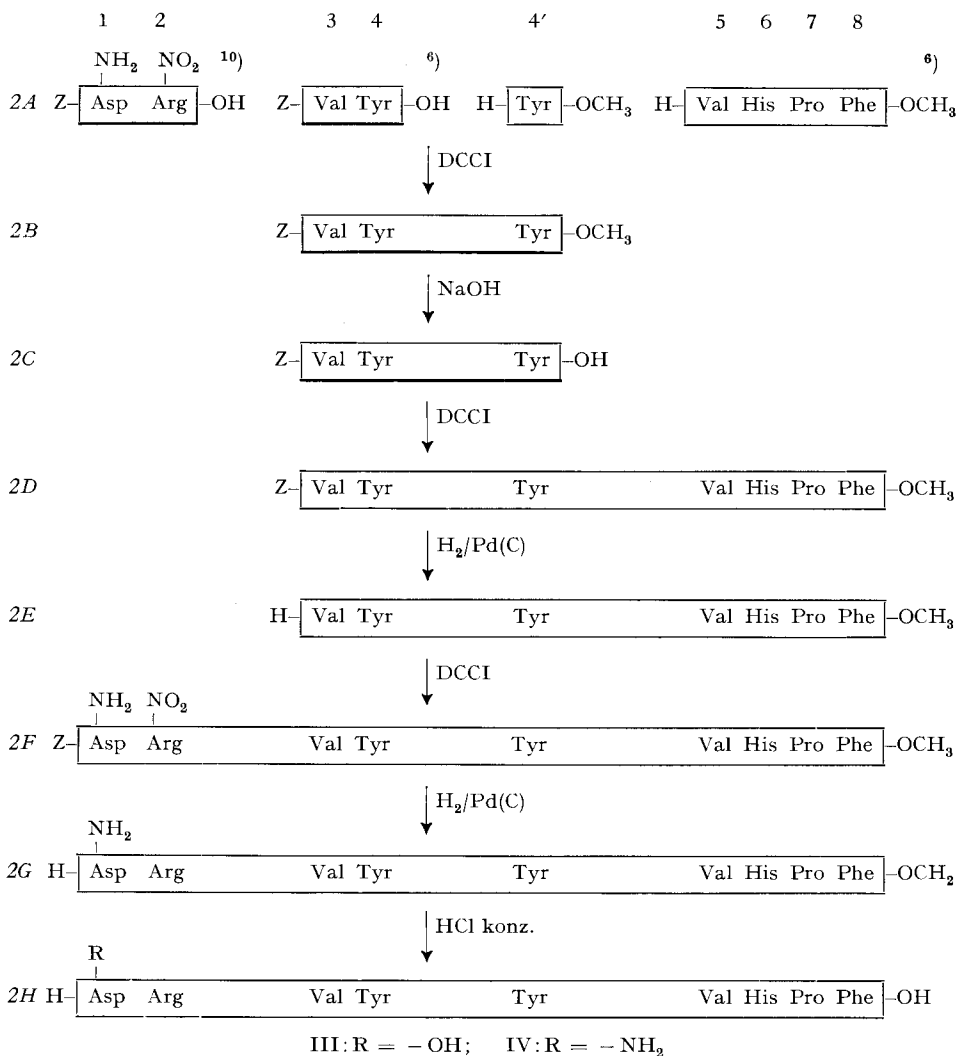 1 2 3 4 4' 5 6 7 8
NH₂ NO₂ ¹⁰) ⁶) ⁶)
2A Z– Asp Arg –OH Z– Val Tyr –OH H– Tyr –OCH₃ H– Val His Pro Phe –OCH₃
DCCI
2B Z– Val Tyr Tyr –OCH₃
NaOH
2C Z– Val Tyr Tyr –OH
DCCI
2D Z– Val Tyr Tyr Val His Pro Phe –OCH₃
H₂/Pd(C)
2E H– Val Tyr Tyr Val His Pro Phe –OCH₃
DCCI
NH₂ NO₂
2F Z– Asp Arg Val Tyr Tyr Val His Pro Phe –OCH₃
H₂/Pd(C)
NH₂
2G H– Asp Arg Val Tyr Tyr Val His Pro Phe –OCH₂
HCl konz.
R
2H H– Asp Arg Val Tyr Tyr Val His Pro Phe –OH
III: R = –OH; IV: R = –NH₂